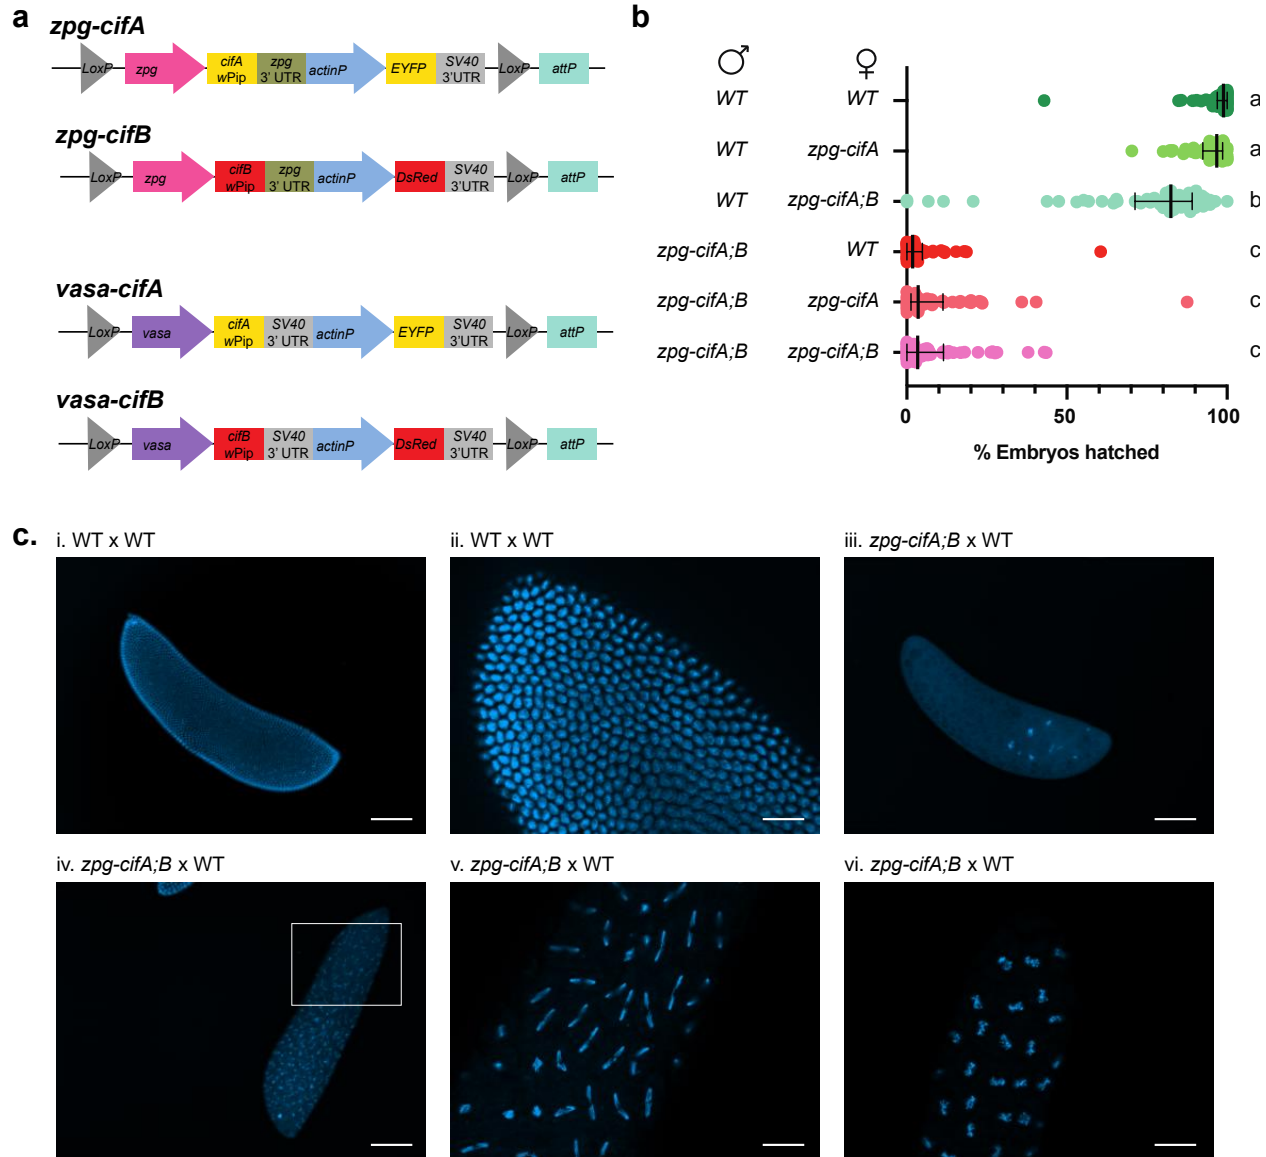 a
zpg-cifA
LoxP zpg cifA zpg actinP EYFP SV40 LoxP attP
wPip 3' UTR 3'UTR
zpg-cifB
LoxP zpg cifB zpg actinP DsRed SV40 LoxP attP
wPip 3' UTR 3'UTR
vasa-cifA
LoxP vasa cifA SV40 actinP EYFP SV40 LoxP attP
wPip 3' UTR 3'UTR
vasa-cifB
LoxP vasa cifB SV40 actinP DsRed SV40 LoxP attP
wPip 3' UTR 3'UTR
b
♂ ♀
WT WT a
WT zpg-cifA a
WT zpg-cifA;B b
zpg-cifA;B WT c
zpg-cifA;B zpg-cifA c
zpg-cifA;B zpg-cifA;B c
0 50 100
% Embryos hatched
c.
i. WT x WT
ii. WT x WT
iii. zpg-cifA;B x WT
iv. zpg-cifA;B x WT
v. zpg-cifA;B x WT
vi. zpg-cifA;B x WT